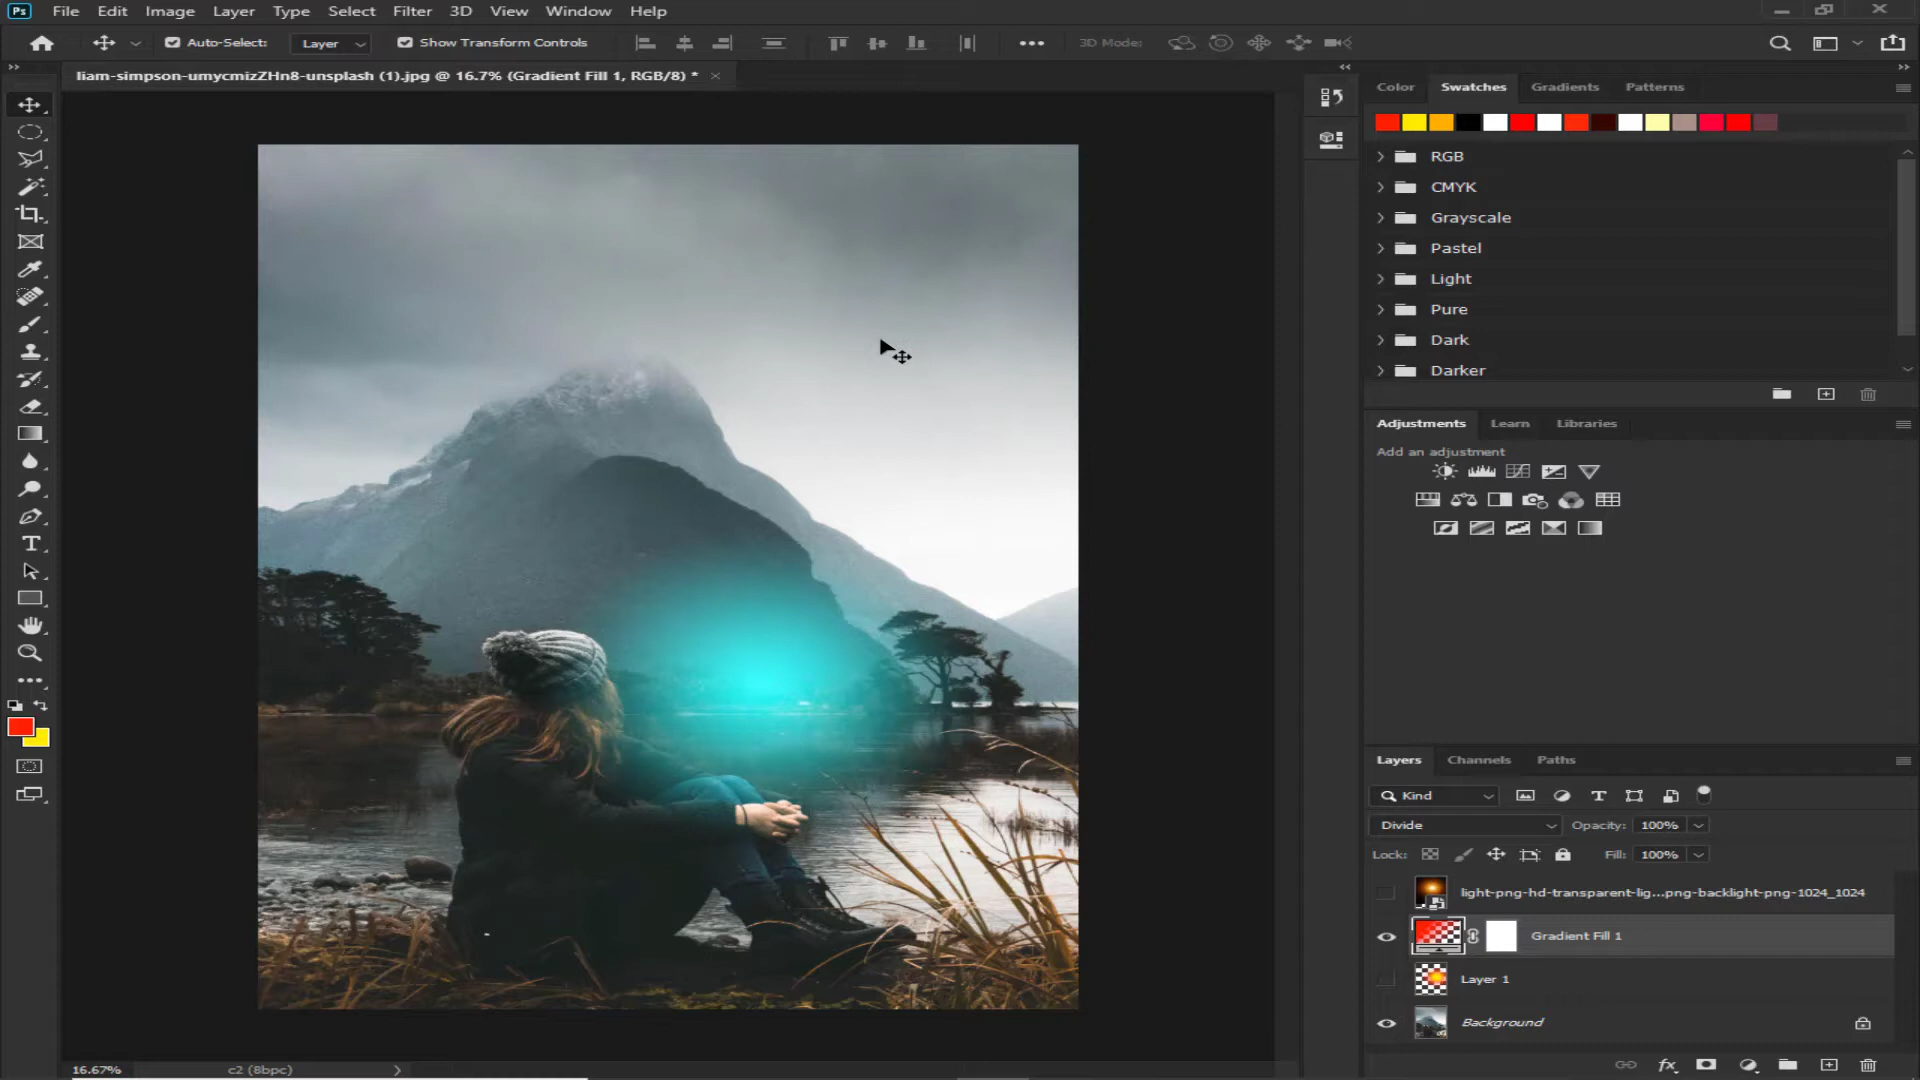 Ps File Edit Image Layer Type Select Filter 3D View Window Help
Auto-Select: Layer Show Transform Controls 3D Mode:
liam-simpson-umycmizZHn8-unsplash (1).jpg @ 16.7% (Gradient Fill 1, RGB/8) *
Color Swatches Gradients Patterns
RGB
CMYK
Grayscale
Pastel
Light
Pure
Dark
Darker
Adjustments Learn Libraries
Add an adjustment
Layers Channels Paths
Kind
Divide Opacity: 100%
Lock: Fill: 100%
light-png-hd-transparent-lig...png-backlight-png-1024_1024
Gradient Fill 1
Layer 1
Background
16.67% c2 (8bpc)